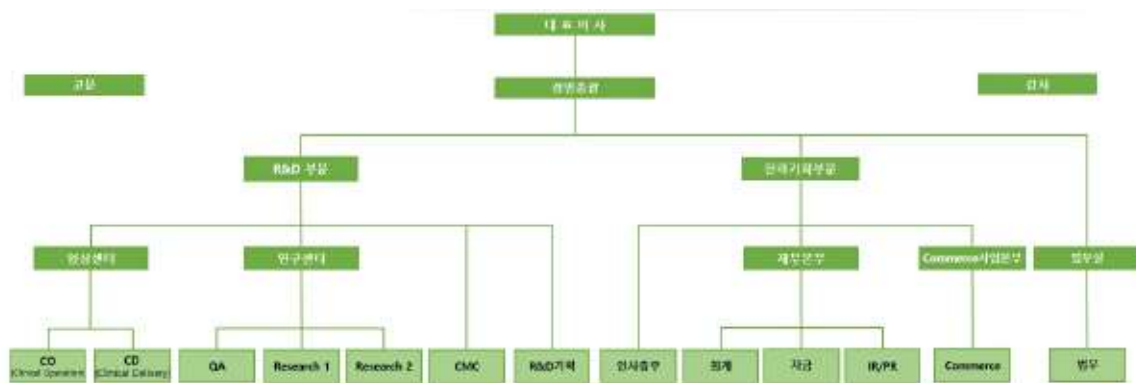 대표이사
고문
경영총괄
감사
R&D 부문
전략기획부문
임상센터
연구센터
재무본부
Commerce사업본부
법무실
CO
(Clinical Operation)
CD
(Clinical Delivery)
QA
Research 1
Research 2
CMC
R&D기획
인사총무
회계
자금
IR/PR
Commerce
법무